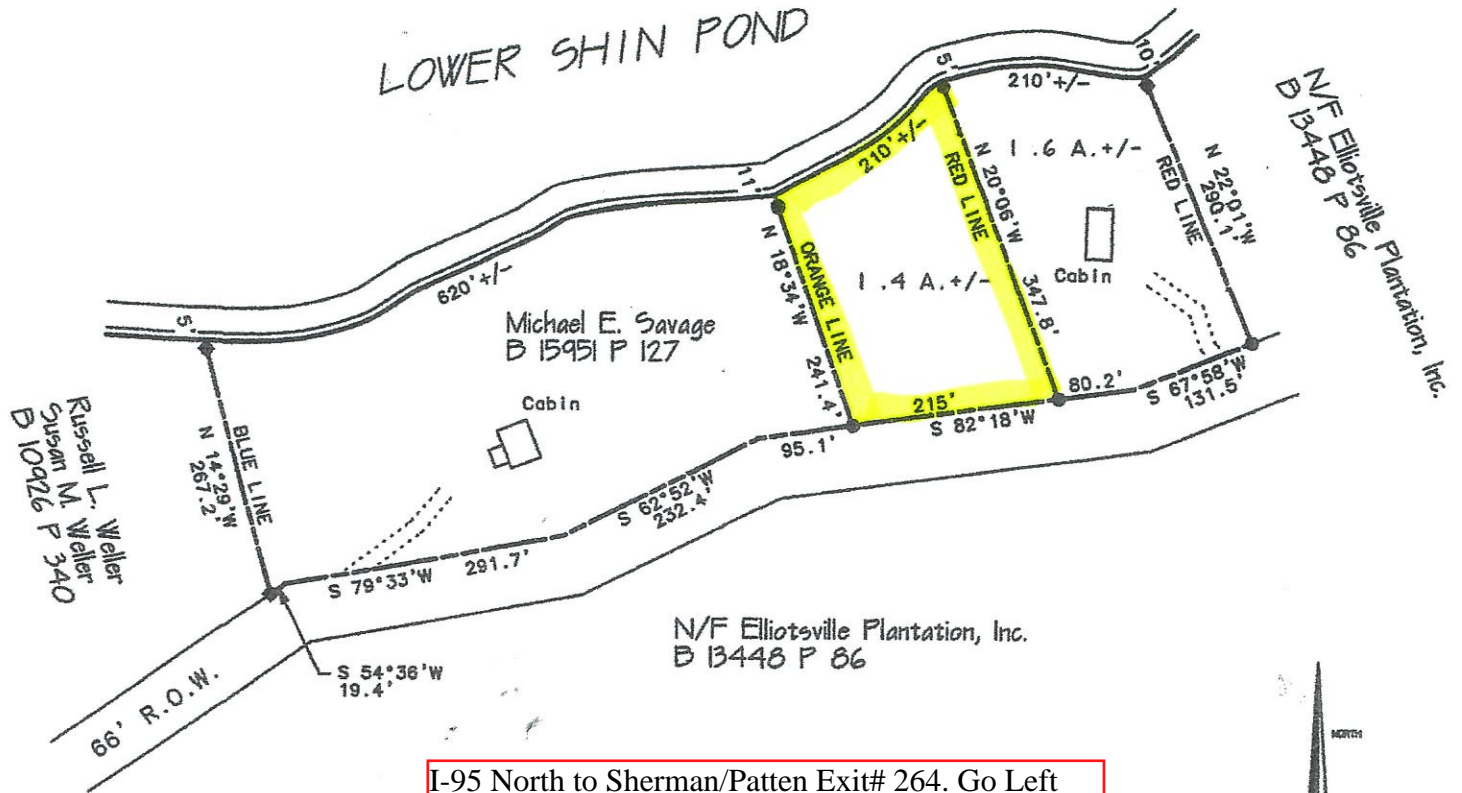 LOWER SHIN POND
5'
10'
210'+/-
N/F Elliotsville Plantation, Inc.
B 13448 P 86
1.6 A.+/-
210'+/-
RED LINE
N 20°06'W
347.8'
RED LINE
N 22°01'W
290.1'
11'
ORANGE LINE
N 18°34'W
241.4'
1.4 A.+/-
Cabin
620'+/-
Michael E. Savage
B 15951 P 127
5'
80.2'
S 67°58'W
131.5'
215'
S 82°18'W
Cabin
95.1'
Russell L. Weller
Susan M. Weller
B 10926 P 340
BLUE LINE
N 14°29'W
267.2'
S 62°52'W
232.4'
S 79°33'W
291.7'
N/F Elliotsville Plantation, Inc.
B 13448 P 86
S 54°36'W
19.4'
66' R.O.W.
NORTH
I-95 North to Sherman/Patten Exit# 264. Go Left